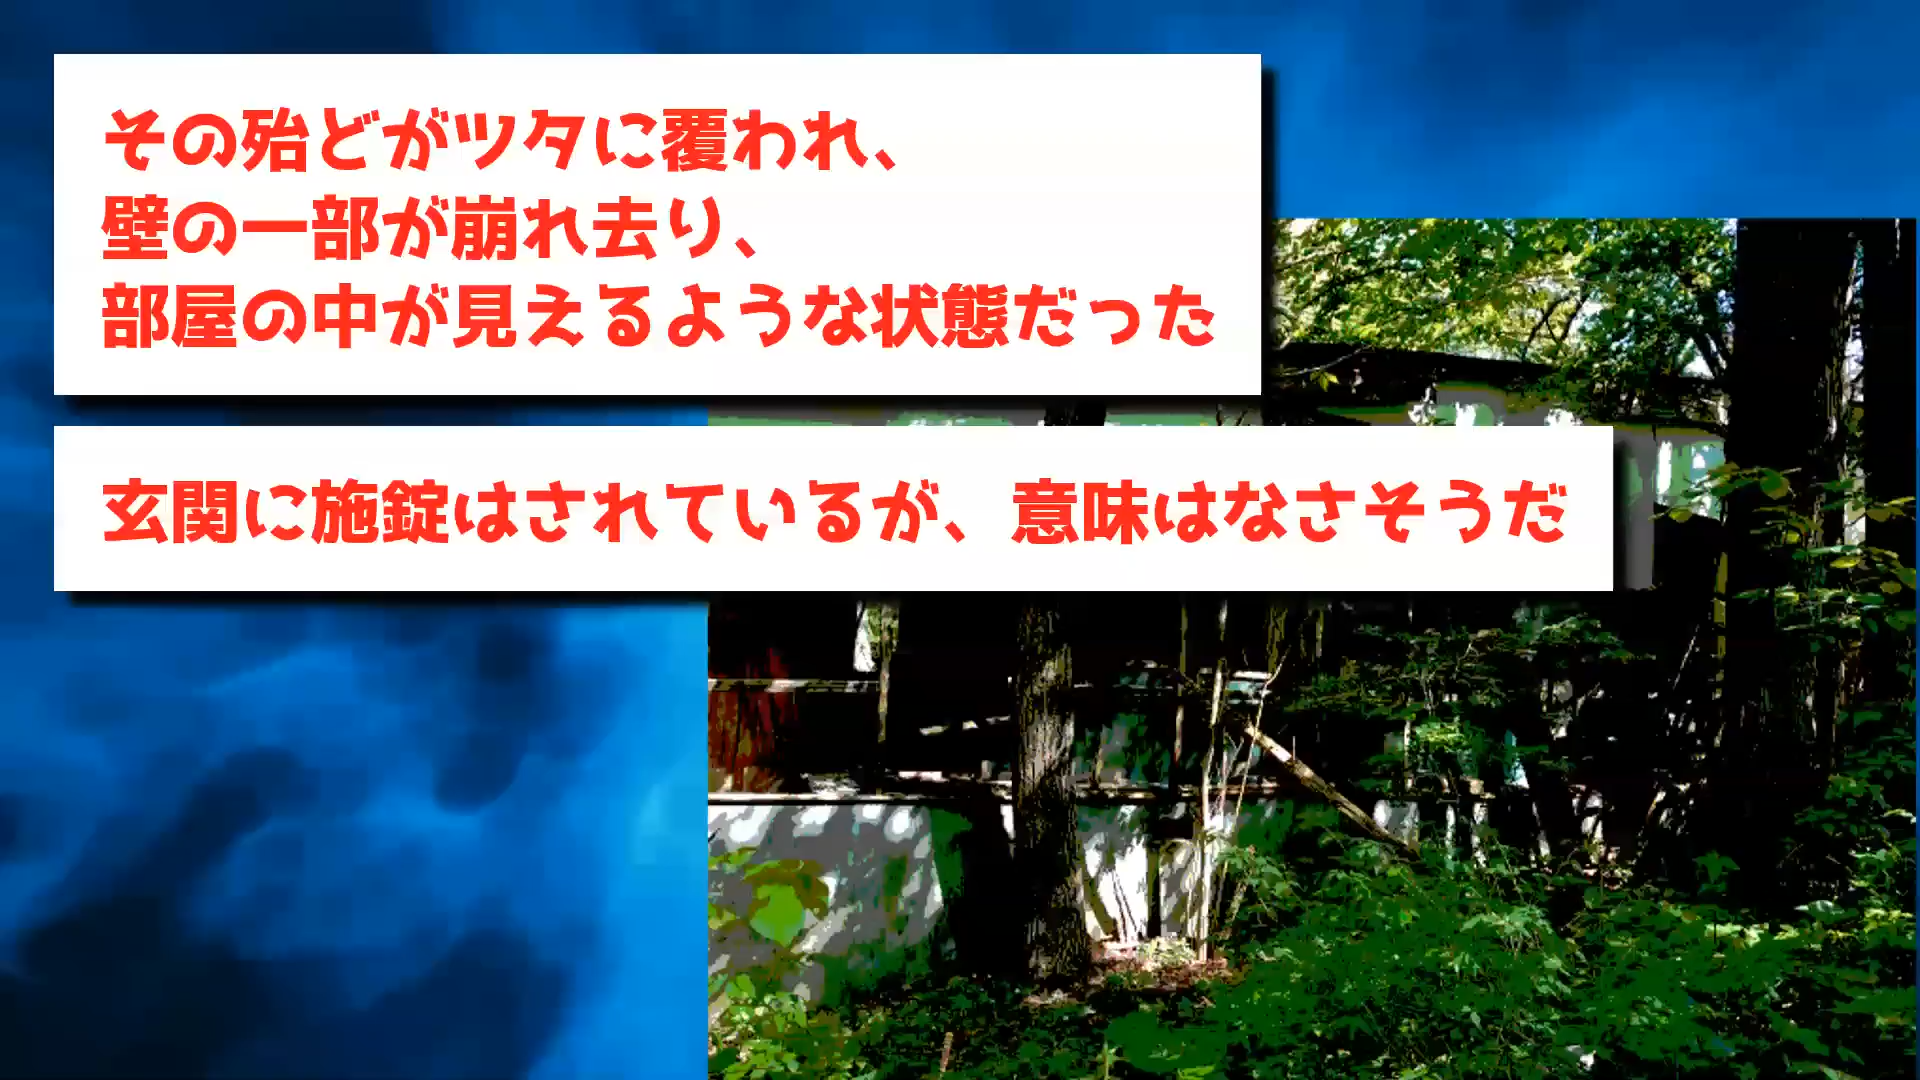 その殆どがツタに覆われ、
壁の一部が崩れ去り、
部屋の中が見えるような状態だった
玄関に施錠はされているが、意味はなさそうだ